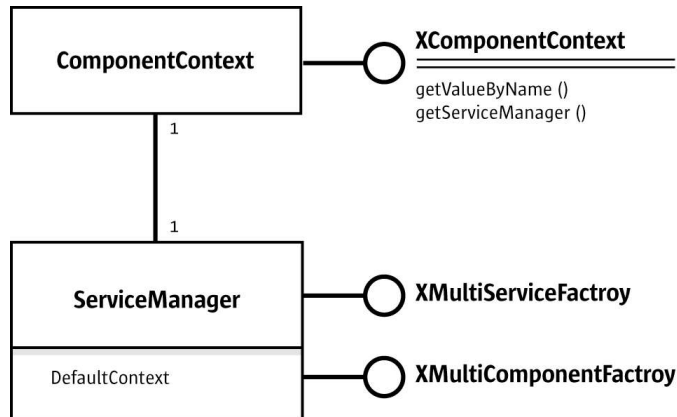 ComponentContext
XComponentContext
getValueByName ()
getServiceManager ()
1
1
ServiceManager
XMultiServiceFactroy
DefaultContext
XMultiComponentFactroy